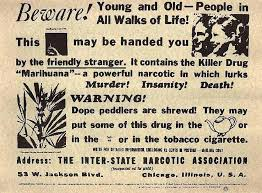 Beware! Young and Old—People in
All Walks of Life!
This may be handed you
by the friendly stranger. It contains the Killer Drug
"Marihuana"—a powerful narcotic in which lurks
Murder! Insanity! Death!
WARNING!
Dope peddlers are shrewd! They may
put some of this drug in the
or in the or in the tobacco cigarette.
Address: THE INTER-STATE NARCOTIC ASSOCIATION
53 W. Jackson Blvd. Chicago, Illinois, U. S. A.